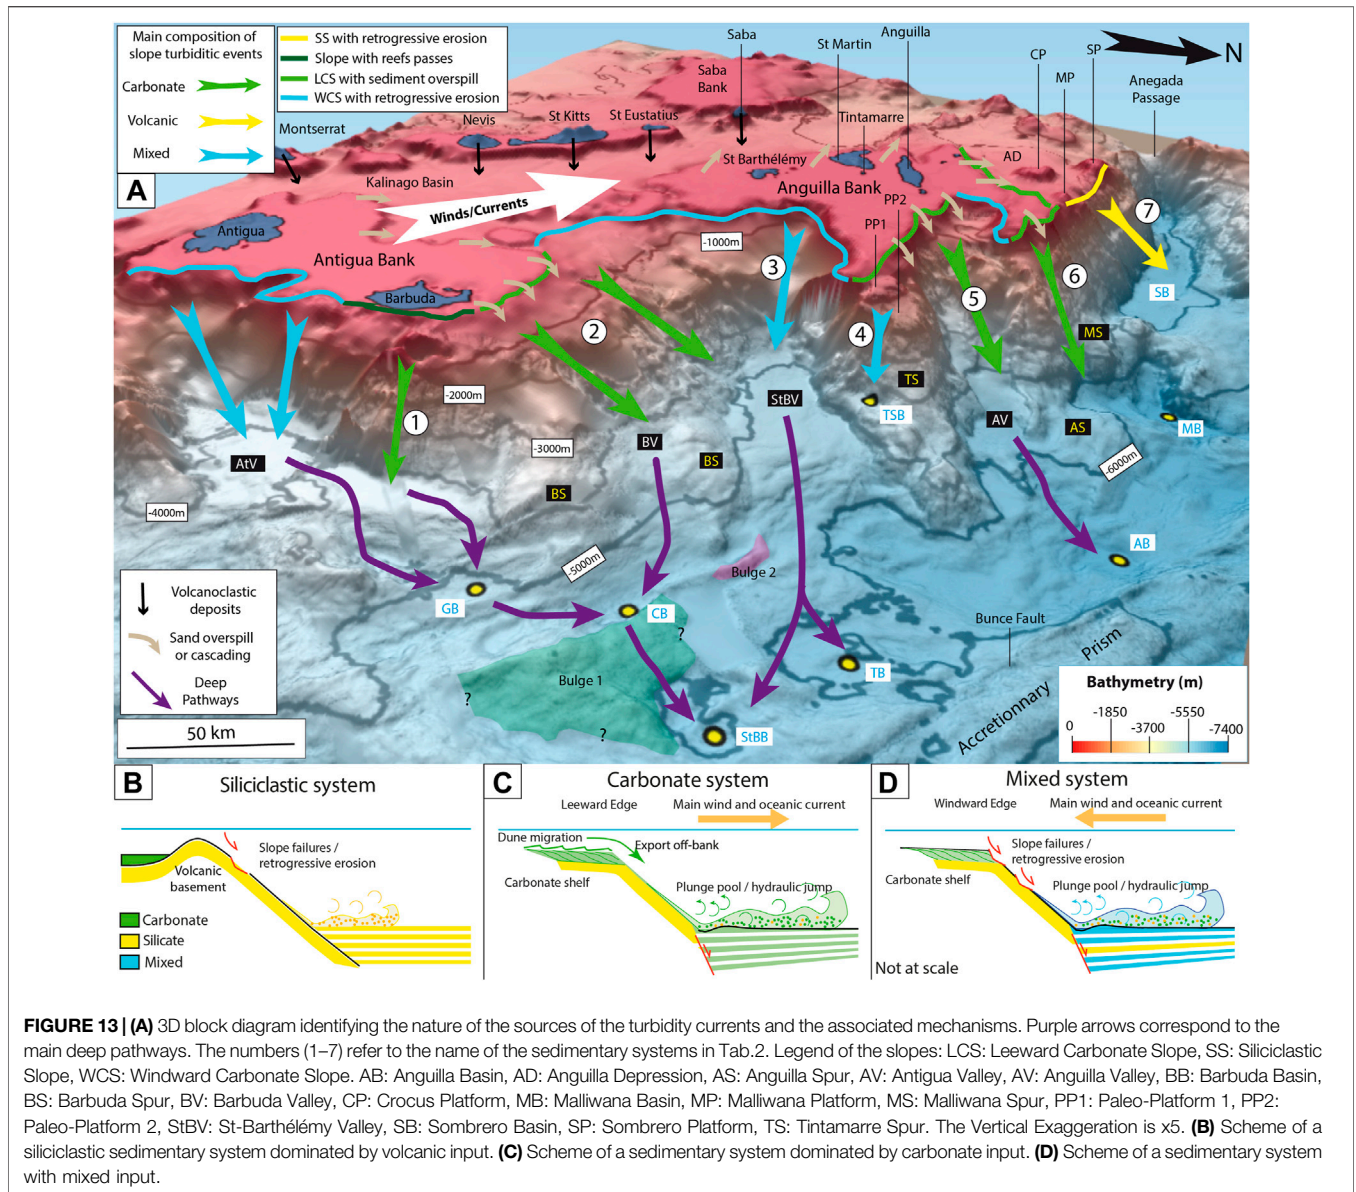 Main composition of
slope turbiditic events
Carbonate
Volcanic
Mixed
SS with retrogressive erosion
Slope with reefs passes
LCS with sediment overspill
WCS with retrogressive erosion
A
Montserrat
Nevis
St Kitts
St Eustatius
Saba
Saba
Bank
St Martin
Anguilla
Tintamarre
St Barthélémy
Anguilla Bank
CP
MP
SP
N
Anegada
Passage
AD
PP2
PP1
Kalinago Basin
Winds/Currents
Antigua
Antigua Bank
Barbuda
-1000m
-2000m
-3000m
-4000m
-5000m
-6000m
1
2
3
4
5
6
7
SB
MS
TS
TSB
StBV
AV
AS
MB
BV
BS
BS
AtV
AB
GB
CB
Bulge 2
Bulge 1
?
?
?
TB
StBB
Bunce Fault
Accretionnary Prism
Volcanoclastic
deposits
Sand overspill
or cascading
Deep
Pathways
50 km
Bathymetry (m)
0 -1850 -3700 -5550 -7400
B
Siliciclastic system
Slope failures /
retrogressive erosion
Volcanic
basement
Carbonate
Silicate
Mixed
C
Carbonate system
Leeward Edge
Main wind and oceanic current
Dune migration
Export off-bank
Carbonate shelf
Plunge pool / hydraulic jump
D
Mixed system
Windward Edge
Main wind and oceanic current
Slope failures /
retrogressive erosion
Carbonate shelf
Plunge pool / hydraulic jump
Not at scale
FIGURE 13 | (A) 3D block diagram identifying the nature of the sources of the turbidity currents and the associated mechanisms. Purple arrows correspond to the
main deep pathways. The numbers (1–7) refer to the name of the sedimentary systems in Tab.2. Legend of the slopes: LCS: Leeward Carbonate Slope, SS: Siliciclastic
Slope, WCS: Windward Carbonate Slope. AB: Anguilla Basin, AD: Anguilla Depression, AS: Anguilla Spur, AV: Antigua Valley, AV: Anguilla Valley, BB: Barbuda Basin,
BS: Barbuda Spur, BV: Barbuda Valley, CP: Crocus Platform, MB: Malliwana Basin, MP: Malliwana Platform, MS: Malliwana Spur, PP1: Paleo-Platform 1, PP2:
Paleo-Platform 2, StBV: St-Barthélémy Valley, SB: Sombrero Basin, SP: Sombrero Platform, TS: Tintamarre Spur. The Vertical Exaggeration is x5. (B) Scheme of a
siliciclastic sedimentary system dominated by volcanic input. (C) Scheme of a sedimentary system dominated by carbonate input. (D) Scheme of a sedimentary system
with mixed input.